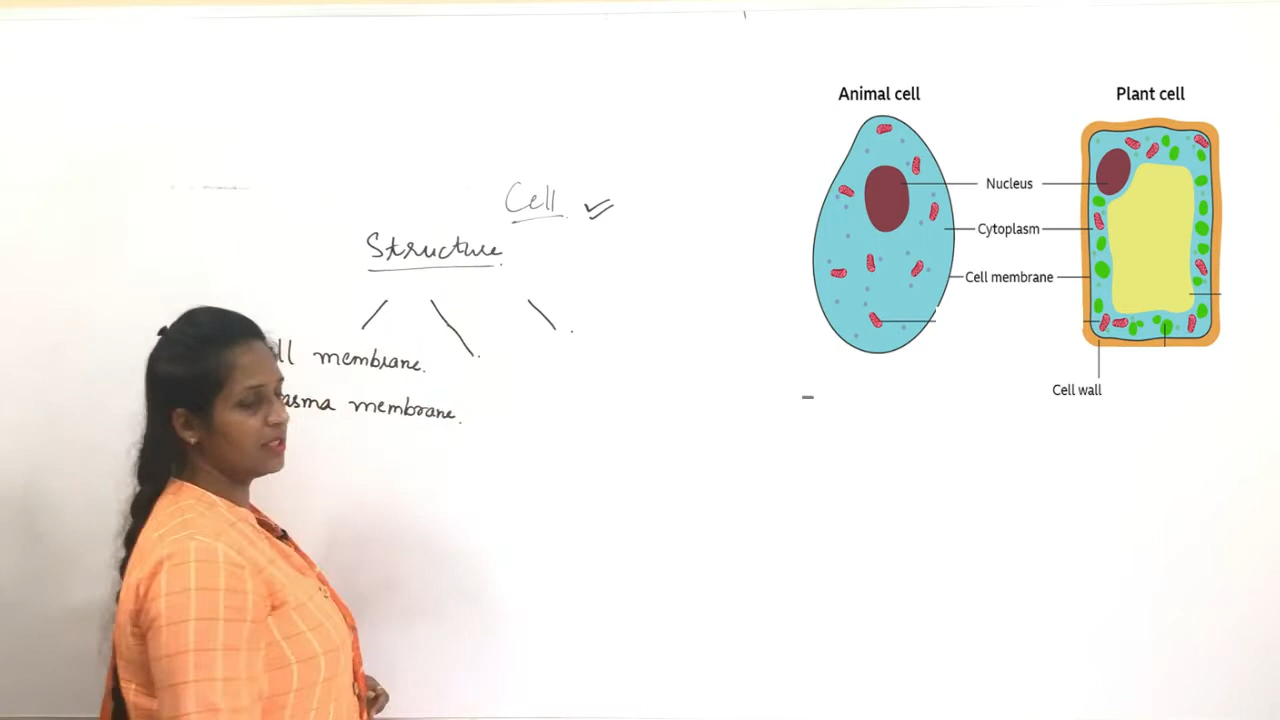 Cell
Structure
ll membrane.
asma membrane.
Animal cell
Plant cell
Nucleus
Cytoplasm
Cell membrane
Cell wall